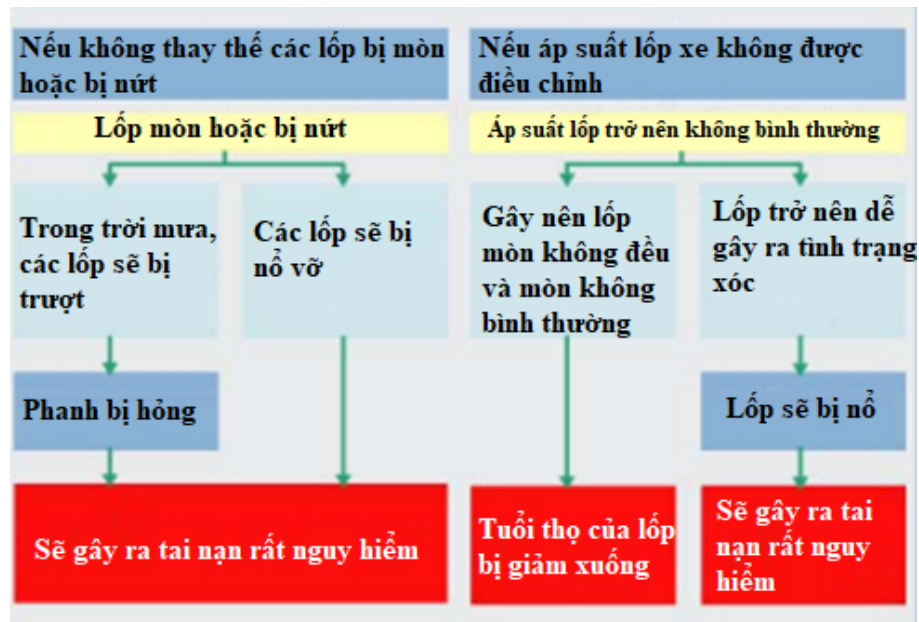 Nếu không thay thế các lốp bị mòn
hoặc bị nứt
Lốp mòn hoặc bị nứt
Trong trời mưa,
các lốp sẽ bị
trượt
Các lốp sẽ bị
nổ vỡ
Phanh bị hỏng
Sẽ gây ra tai nạn rất nguy hiểm
Nếu áp suất lốp xe không được
điều chỉnh
Áp suất lốp trở nên không bình thường
Gây nên lốp
mòn không đều
và mòn không
bình thường
Lốp trở nên dễ
gây ra tình trạng
xóc
Lốp sẽ bị nổ
Tuổi thọ của lốp
bị giảm xuống
Sẽ gây ra tai
nạn rất nguy
hiểm